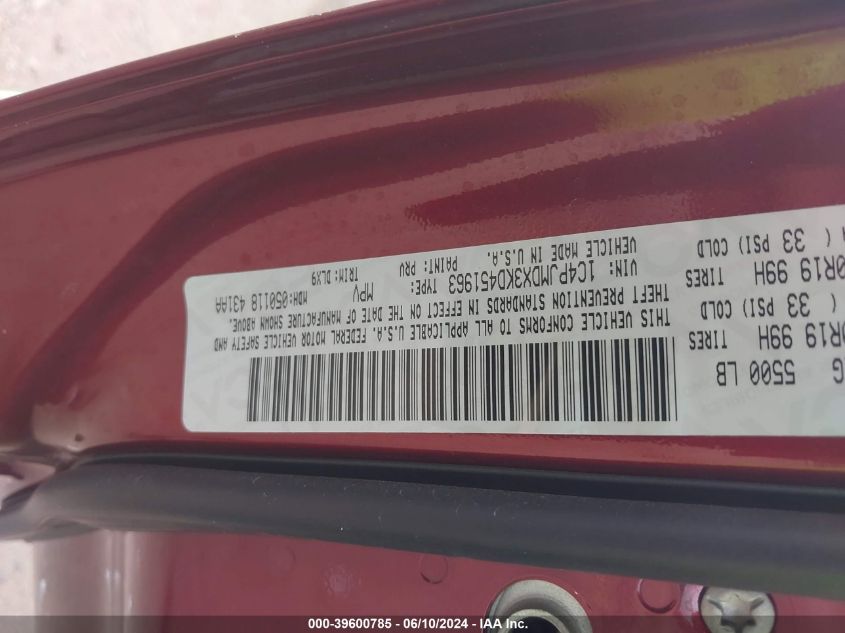 G 5500 LB
0R19 99H TIRES
( 33 PSI) COLD
0R19 99H TIRES
( 33 PSI) COLD
THIS VEHICLE CONFORMS TO ALL APPLICABLE U.S.A. FEDERAL MOTOR VEHICLE SAFETY AND
THEFT PREVENTION STANDARDS IN EFFECT ON THE DATE OF MANUFACTURE SHOWN ABOVE.
VIN: 1C4PJMDX3KD451963 TYPE: MPV MDH:050118 431AA
VEHICLE MADE IN U.S.A. PAINT: PRV TRIM:DLX9
000-39600785 - 06/10/2024 - IAA Inc.